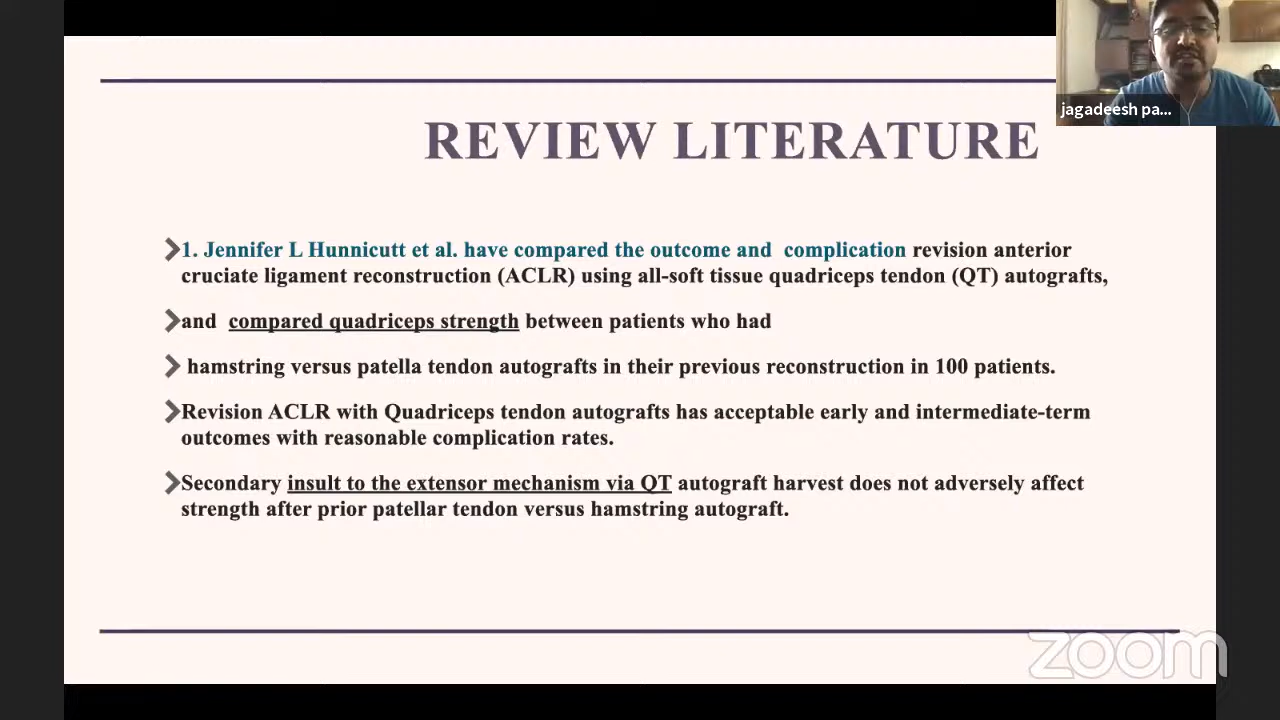 jagadeesh pa...
REVIEW LITERATURE
1. Jennifer L Hunnicutt et al. have compared the outcome and complication revision anterior
cruciate ligament reconstruction (ACLR) using all-soft tissue quadriceps tendon (QT) autografts,
and compared quadriceps strength between patients who had
hamstring versus patella tendon autografts in their previous reconstruction in 100 patients.
Revision ACLR with Quadriceps tendon autografts has acceptable early and intermediate-term
outcomes with reasonable complication rates.
Secondary insult to the extensor mechanism via QT autograft harvest does not adversely affect
strength after prior patellar tendon versus hamstring autograft.
zoom